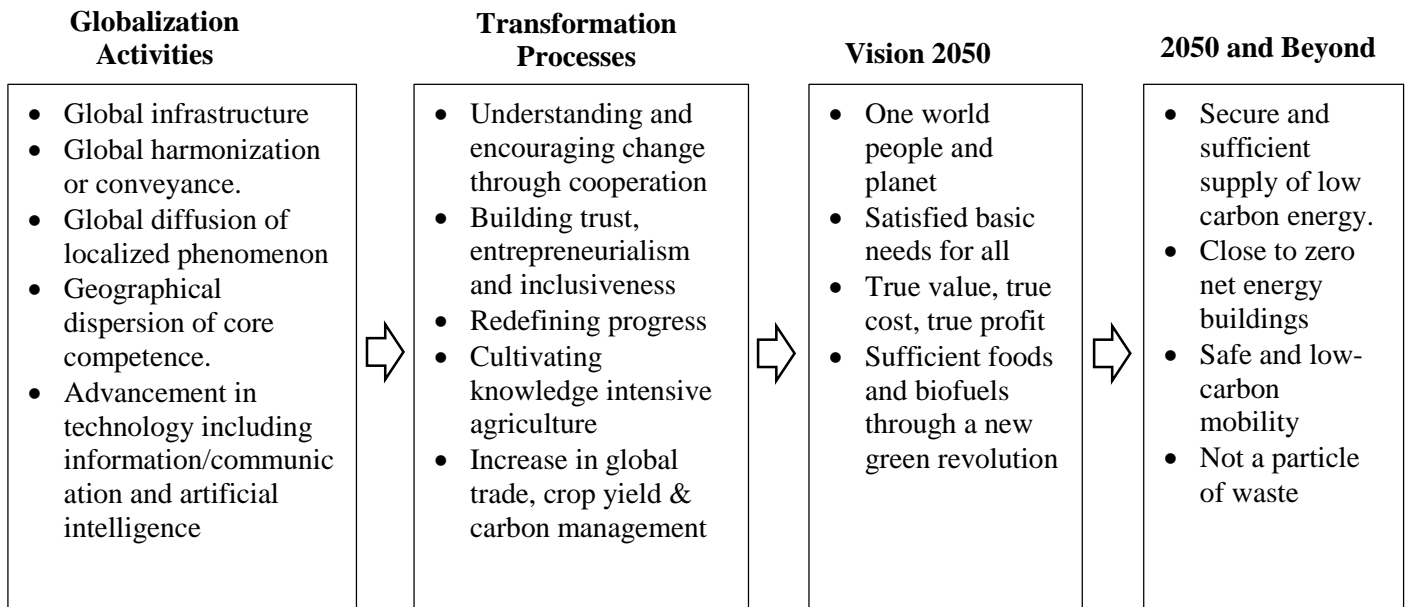 Globalization
Activities
• Global infrastructure
• Global harmonization
or conveyance.
• Global diffusion of
localized phenomenon
• Geographical
dispersion of core
competence.
• Advancement in
technology including
information/communic
ation and artificial
intelligence
Transformation
Processes
• Understanding and
encouraging change
through cooperation
• Building trust,
entrepreneurialism
and inclusiveness
• Redefining progress
• Cultivating
knowledge intensive
agriculture
• Increase in global
trade, crop yield &
carbon management
Vision 2050
• One world
people and
planet
• Satisfied basic
needs for all
• True value, true
cost, true profit
• Sufficient foods
and biofuels
through a new
green revolution
2050 and Beyond
• Secure and
sufficient
supply of low
carbon energy.
• Close to zero
net energy
buildings
• Safe and low-
carbon
mobility
• Not a particle
of waste